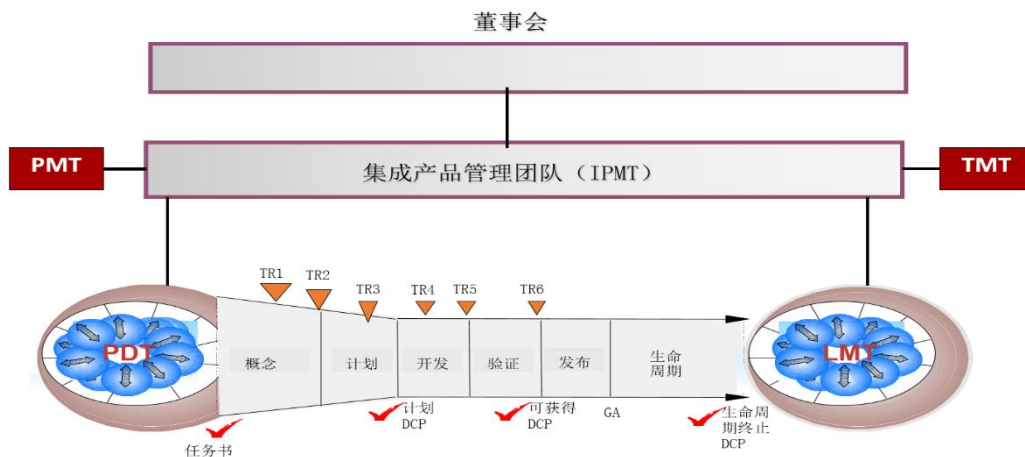 董事会
PMT
集成产品管理团队（IPMT）
TMT
TR1
TR2
TR3
TR4
TR5
TR6
PDT
概念
计划
开发
验证
发布
生命
周期
LMT
任务书
计划
DCP
可获得
DCP
GA
生命周
期终止
DCP